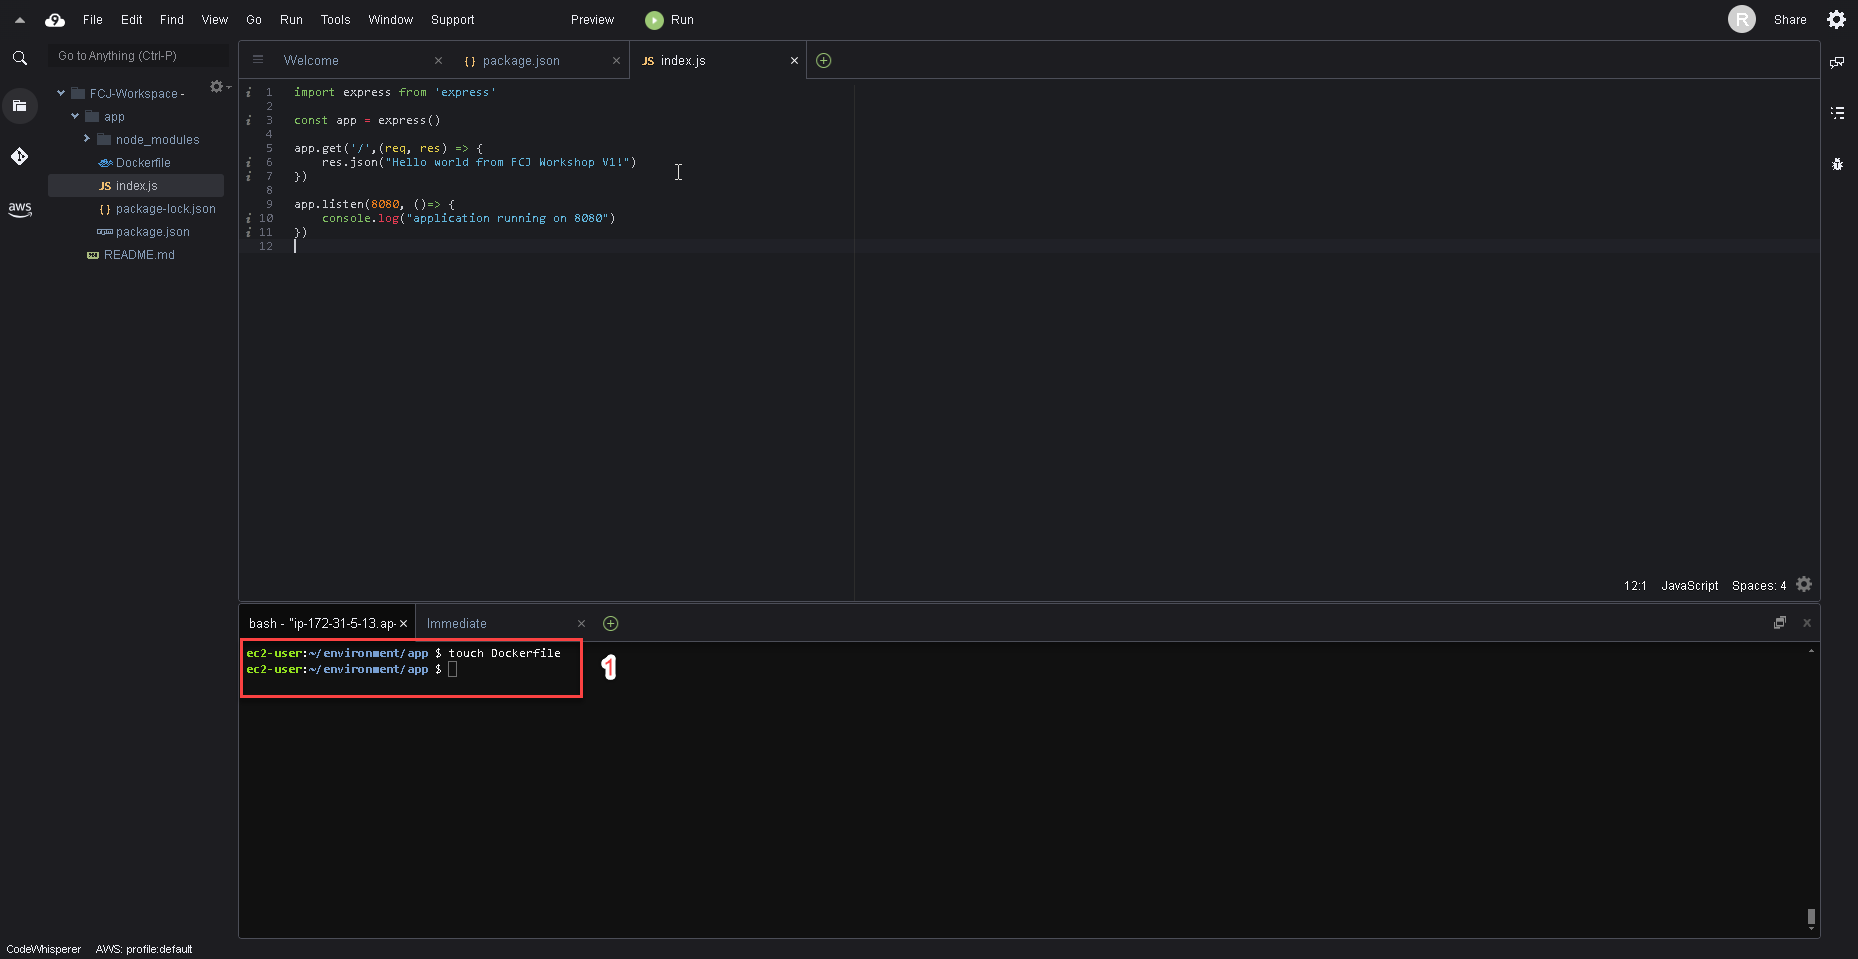 File Edit Find View Go Run Tools Window Support Preview Run R Share
Go to Anything (Ctrl-P)
FCJ-Workspace -
app
node_modules
Dockerfile
JS index.js
{ } package-lock.json
package.json
README.md
aws
Welcome × { } package.json × JS index.js ×
1 import express from 'express'
2
3 const app = express()
4
5 app.get('/',(req, res) => {
6 res.json("Hello world from FCJ Workshop V1!")
7 })
8
9 app.listen(8080, ()=> {
10 console.log("application running on 8080")
11 })
12
12:1 JavaScript Spaces: 4
bash - "ip-172-31-5-13.ap- × Immediate ×
ec2-user:~/environment/app $ touch Dockerfile
ec2-user:~/environment/app $
1
CodeWhisperer AWS: profile:default